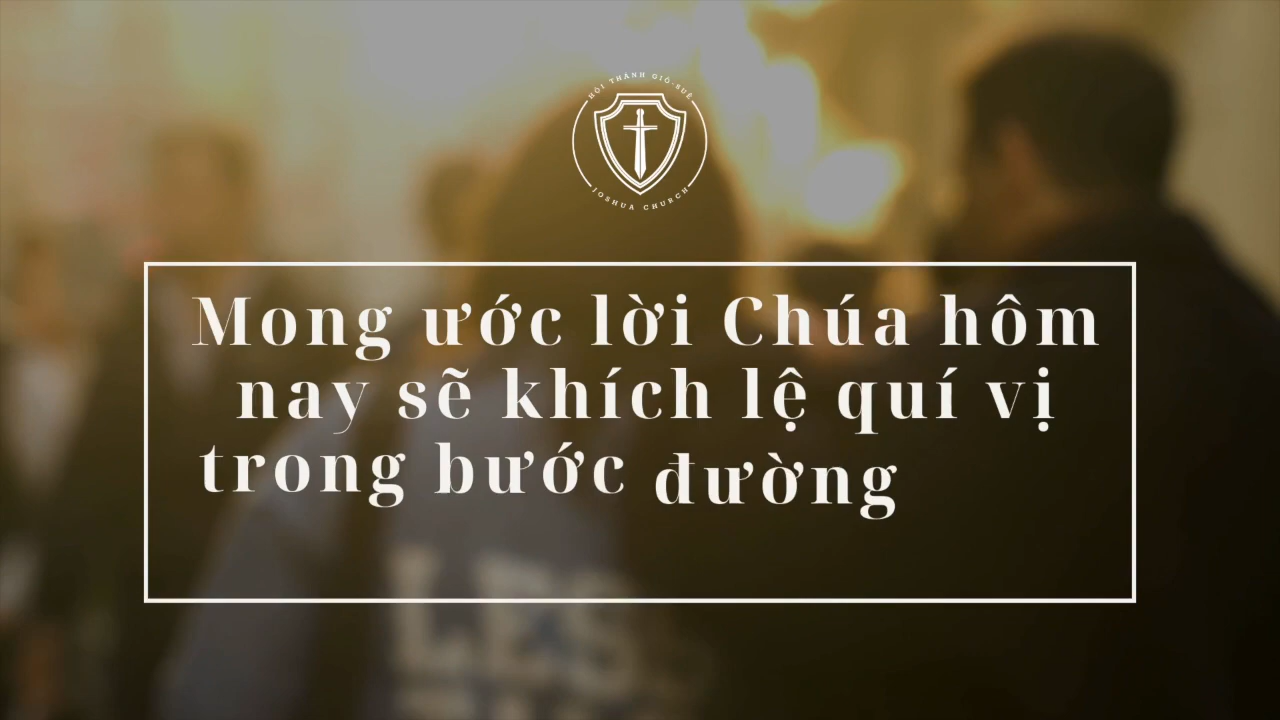 HỘI THÁNH GIÔ-SUÊ
JOSHUA CHURCH
Mong ước lời Chúa hôm
nay sẽ khích lệ quí vị
trong bước đường
LES